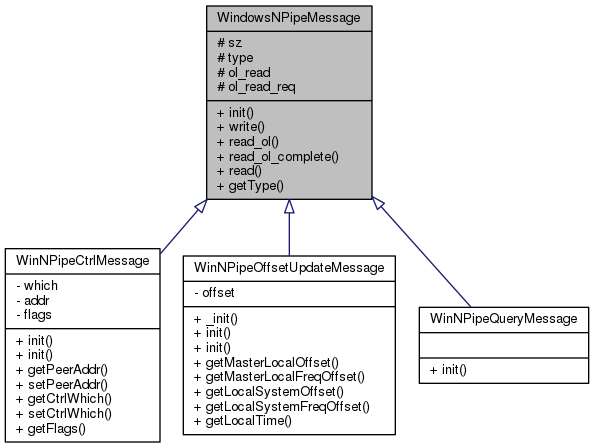 WindowsNPipeMessage
# sz
# type
# ol_read
# ol_read_req
+ init()
+ write()
+ read_ol()
+ read_ol_complete()
+ read()
+ getType()
WinNPipeCtrlMessage
- which
- addr
- flags
+ init()
+ init()
+ getPeerAddr()
+ setPeerAddr()
+ getCtrlWhich()
+ setCtrlWhich()
+ getFlags()
WinNPipeOffsetUpdateMessage
- offset
+ _init()
+ init()
+ init()
+ getMasterLocalOffset()
+ getMasterLocalFreqOffset()
+ getLocalSystemOffset()
+ getLocalSystemFreqOffset()
+ getLocalTime()
WinNPipeQueryMessage
+ init()